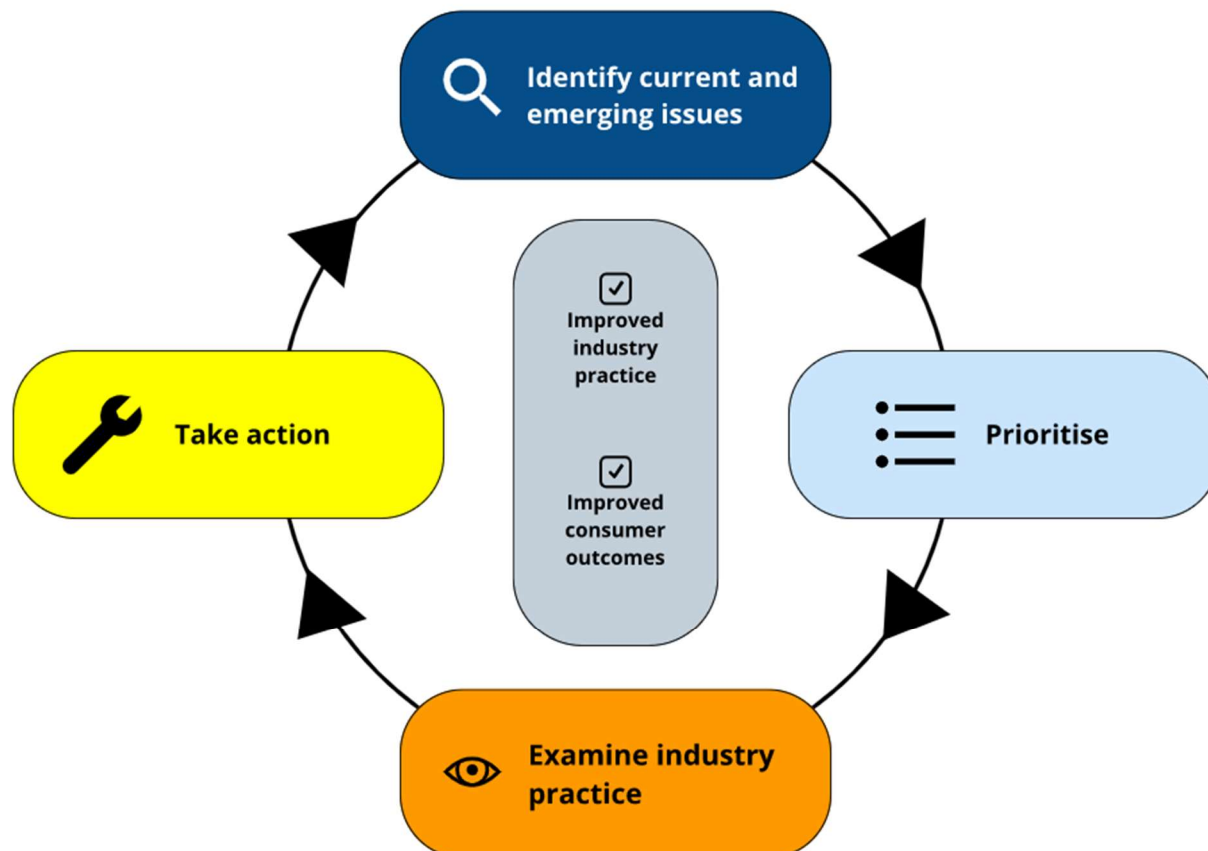 Identify current and
emerging issues
Improved
industry
practice
Take action
Prioritise
Improved
consumer
outcomes
Examine industry
practice